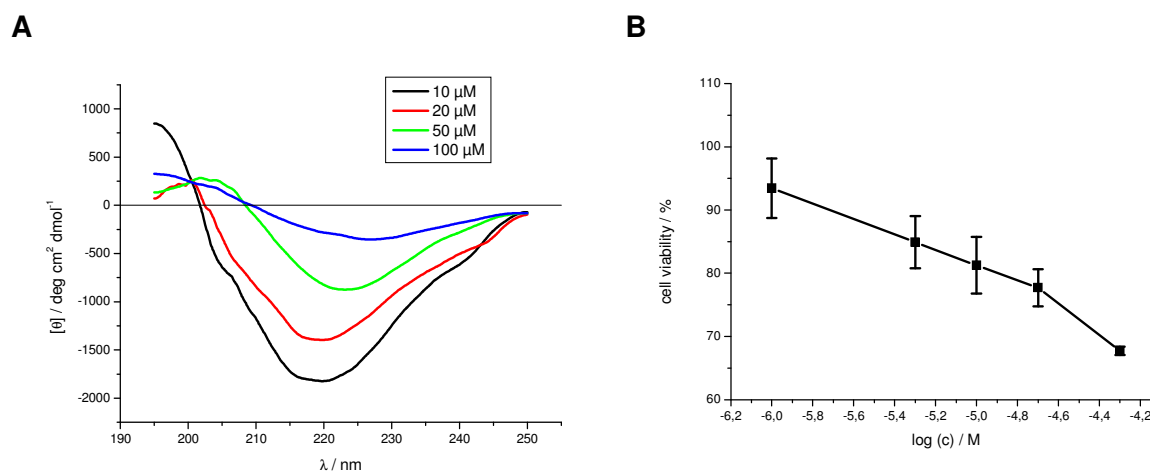 A
B
10 µM
20 µM
50 µM
100 µM
1000
500
0
-500
-1000
-1500
-2000
[θ] / deg cm² dmol⁻¹
190 200 210 220 230 240 250
λ / nm
110
100
90
80
70
60
cell viability / %
-6,2 -6,0 -5,8 -5,6 -5,4 -5,2 -5,0 -4,8 -4,6 -4,4 -4,2
log (c) / M